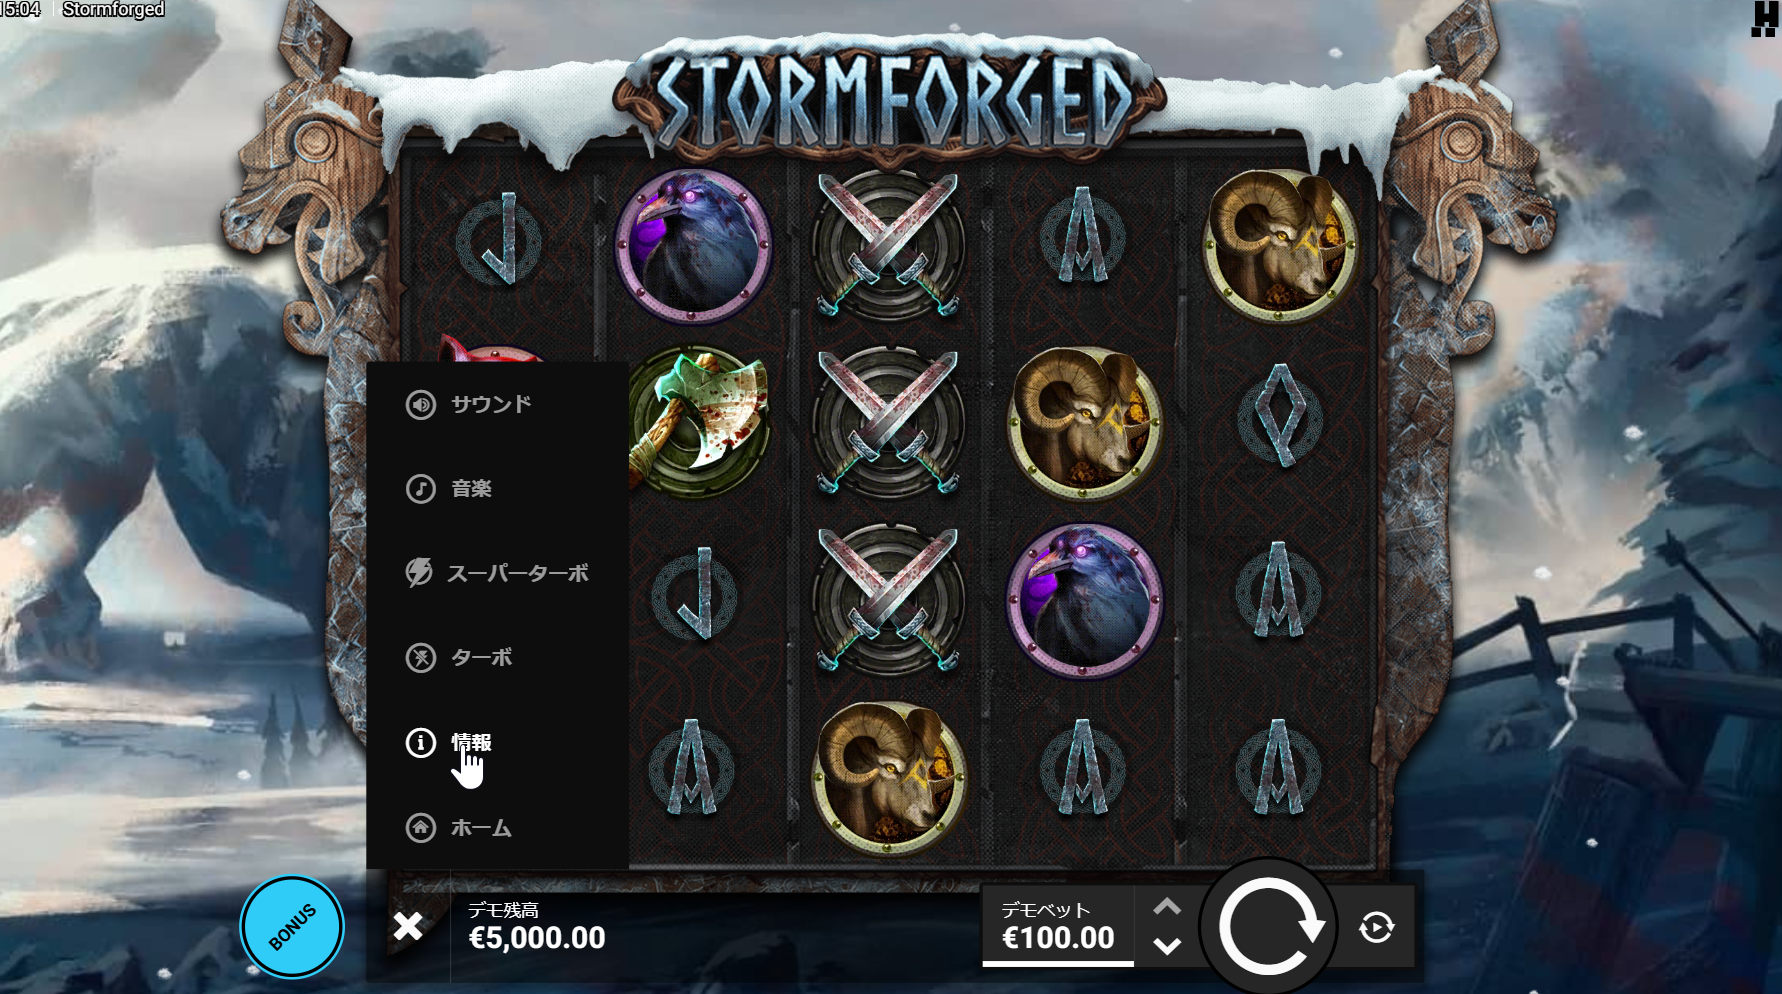 15:04 Stormforged
STORMFORGED
サウンド
音楽
スーパーターボ
ターボ
情報
ホーム
BONUS
デモ残高
€5,000.00
デモベット
€100.00